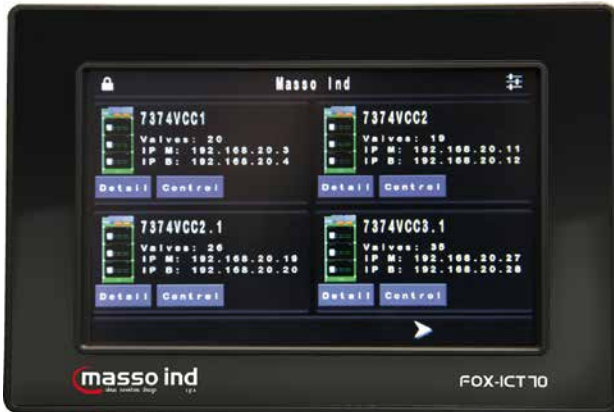 Masso Ind
7374VCC1
Valves: 20
IP M: 192.168.20.3
IP B: 192.168.20.4
Detail Control
7374VCC2
Valves: 19
IP M: 192.168.20.11
IP B: 192.168.20.12
Detail Control
7374VCC2.1
Valves: 26
IP M: 192.168.20.19
IP B: 192.168.20.20
Detail Control
7374VCC3.1
Valves: 35
IP M: 192.168.20.27
IP B: 192.168.20.28
Detail Control
masso ind
FOX-ICT70